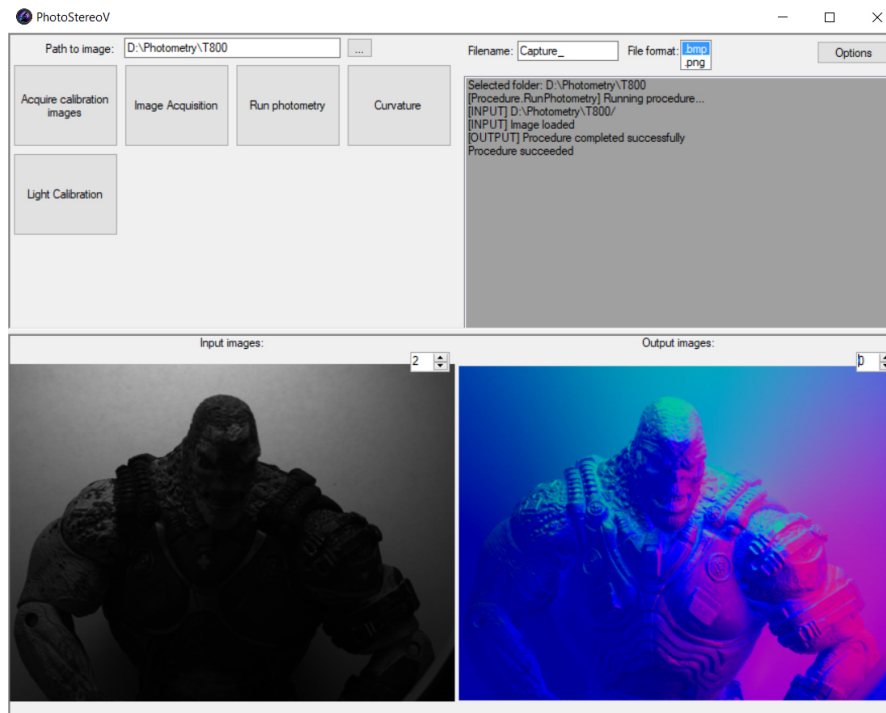 PhotoStereoV
Path to image: D:\Photometry\T800 ...
Filename: Capture_ File format: .bmp
.png
Options
Acquire calibration
images
Image Acquisition
Run photometry
Curvature
Light Calibration
Selected folder: D:\Photometry\T800
[Procedure.RunPhotometry] Running procedure...
[INPUT] D:\Photometry\T800/
[INPUT] Image loaded
[OUTPUT] Procedure completed successfully
Procedure succeeded
Input images:
2
Output images:
0